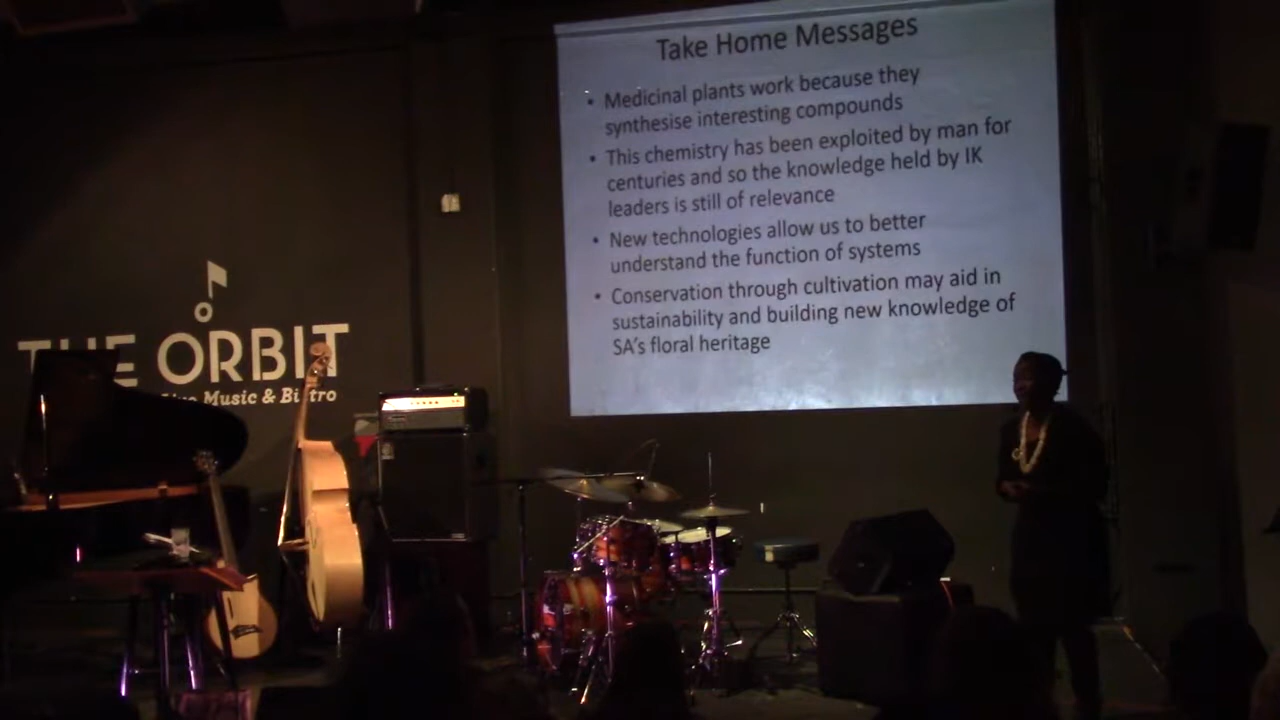 Take Home Messages
• Medicinal plants work because they
synthesise interesting compounds
• This chemistry has been exploited by man for
centuries and so the knowledge held by IK
leaders is still of relevance
• New technologies allow us to better
understand the function of systems
• Conservation through cultivation may aid in
sustainability and building new knowledge of
SA's floral heritage
THE ORBIT
Live Music & Bistro